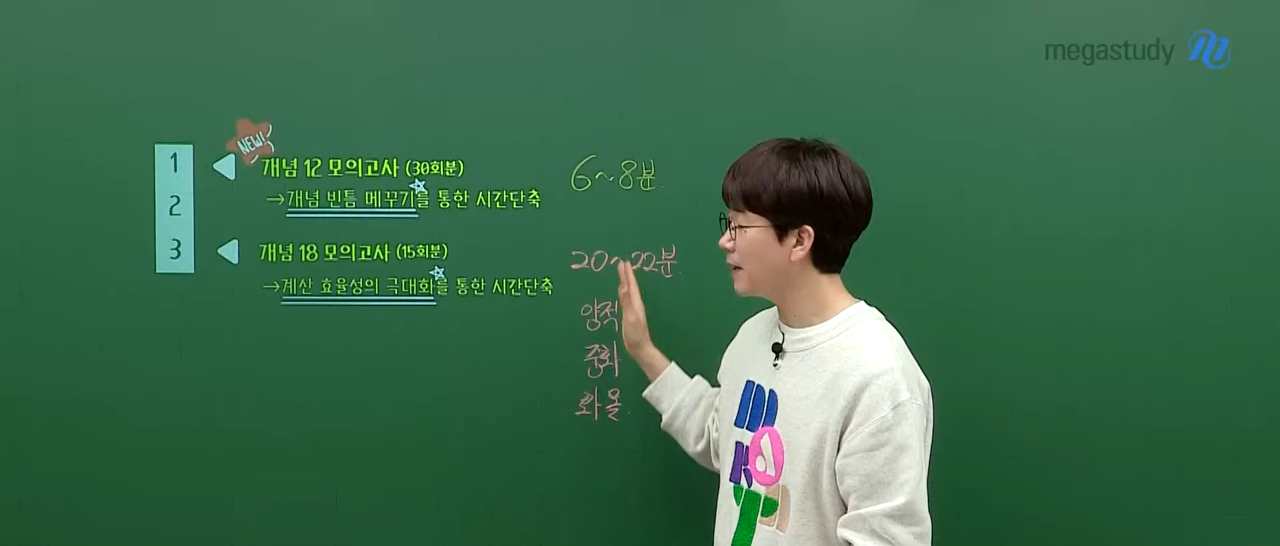 megastudy
NEW!
1
개념 12 모의고사 (30회분)
6~8분.
2
→개념 빈틈 메꾸기를 통한 시간단축
3
개념 18 모의고사 (15회분)
20~22분.
→계산 효율성의 극대화를 통한 시간단축
양적
중화
화올.